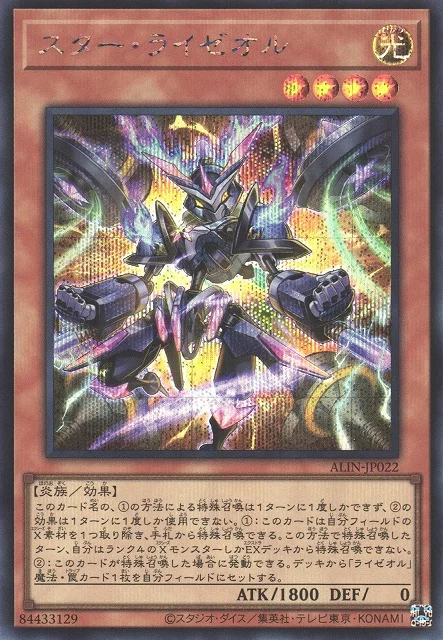 スター・ライゼオル
光
ALIN-JP022
【炎族/効果】
このカード名の、①の方法による特殊召喚は1ターンに1度しかできず、②の
効果は1ターンに1度しか使用できない。①:このカードは自分フィールドの
X素材を1つ取り除き、手札から特殊召喚できる。この方法で特殊召喚した
ターン、自分はランク4のXモンスターしかEXデッキから特殊召喚できない。
②:このカードが特殊召喚した場合に発動できる。デッキから「ライゼオル」
魔法・罠カード1枚を自分フィールドにセットする。
ATK/1800 DEF/ 0
84433129
©スタジオ・ダイス/集英社・テレビ東京・KONAMI